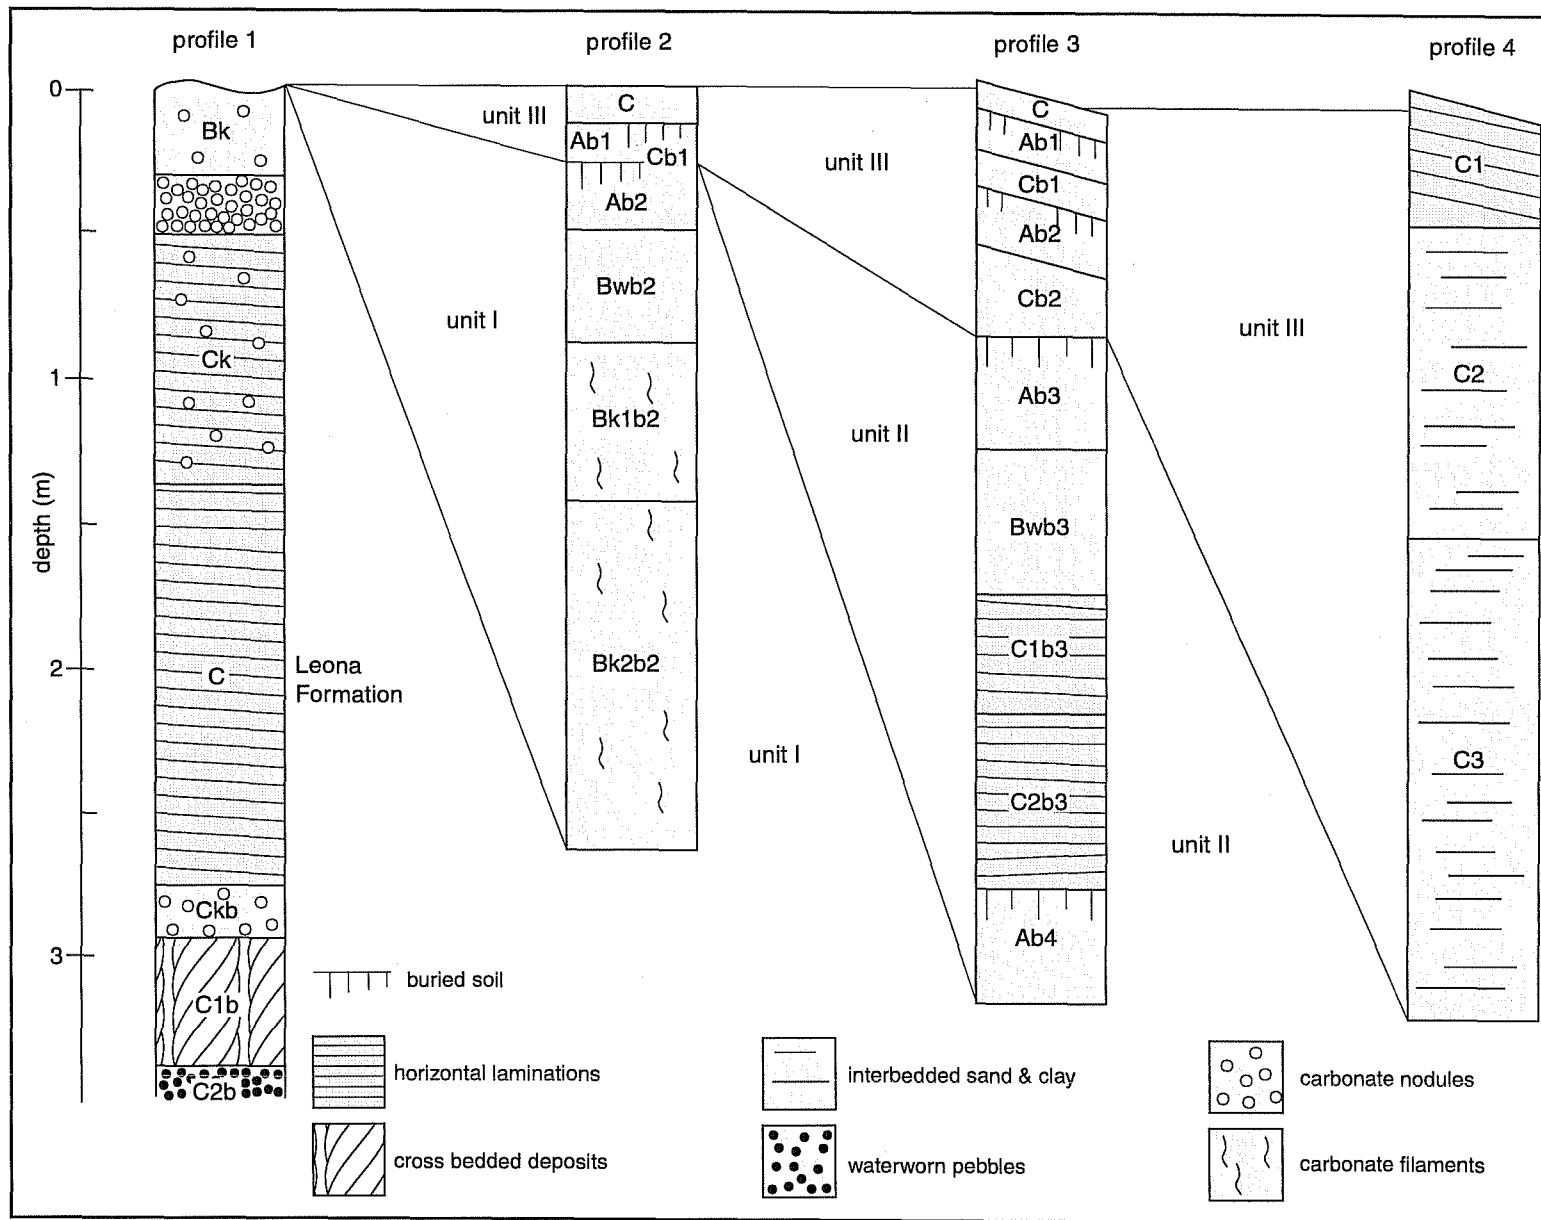 profile 1
profile 2
profile 3
profile 4
depth (m)
0
1
2
3
Bk
Ck
C
Ckb
C1b
C2b
Leona
Formation
unit III
unit I
C
Ab1
Cb1
Ab2
Bwb2
Bk1b2
Bk2b2
unit III
unit II
unit I
C
Ab1
Cb1
Ab2
Cb2
Ab3
Bwb3
C1b3
C2b3
Ab4
unit III
unit II
C1
C2
C3
buried soil
horizontal laminations
cross bedded deposits
interbedded sand & clay
waterworn pebbles
carbonate nodules
carbonate filaments